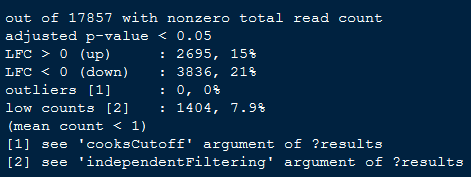 out of 17857 with nonzero total read count
adjusted p-value < 0.05
LFC > 0 (up)       : 2695, 15%
LFC < 0 (down)     : 3836, 21%
outliers [1]       : 0, 0%
low counts [2]     : 1404, 7.9%
(mean count < 1)
[1] see 'cooksCutoff' argument of ?results
[2] see 'independentFiltering' argument of ?results